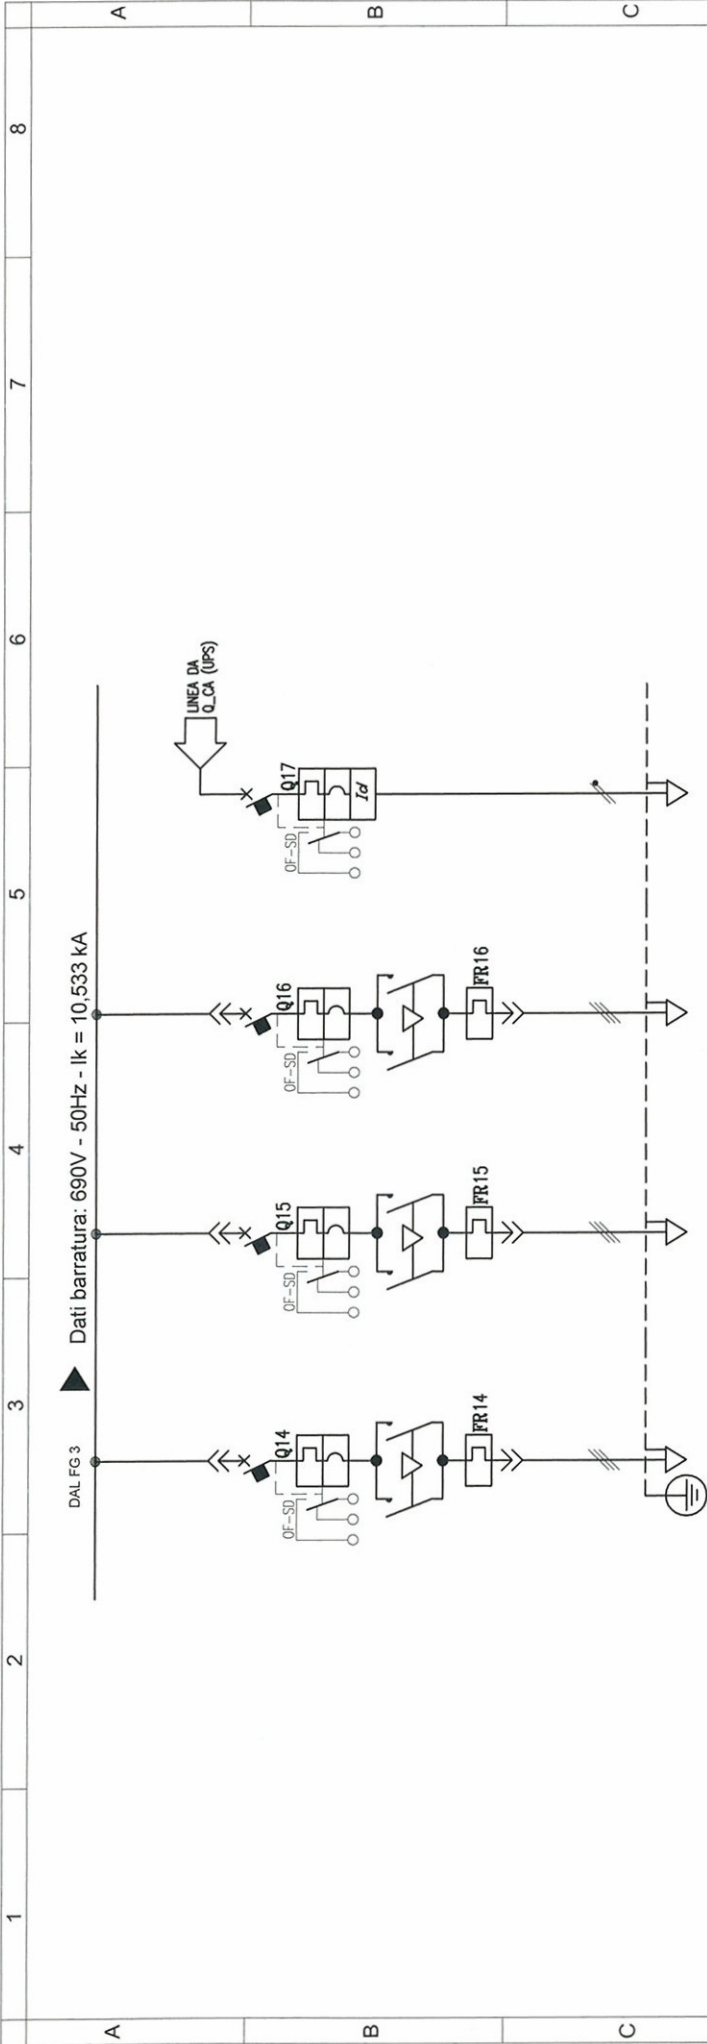 1 2 3 4 5 6 7 8
A
A
DAL FG 3
Dati barratura: 690V - 50Hz - Ik = 10,533 kA
LINEA DA
Q_CA (UPS)
B
B
Q14
OF-SD
FR14
Q15
OF-SD
FR15
Q16
OF-SD
FR16
Q17
OF-SD
Id
C
C